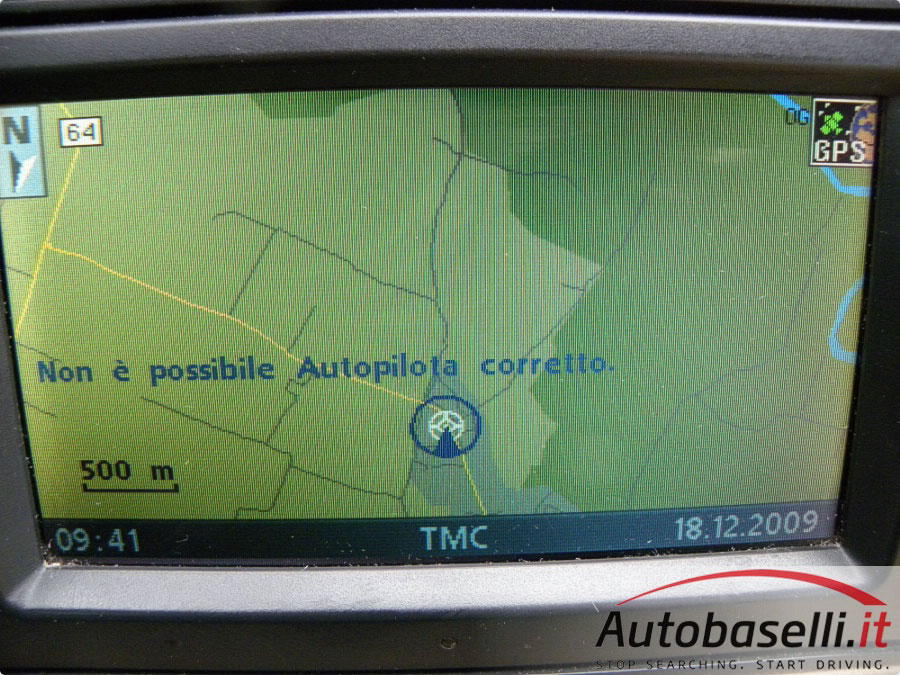 N
64
GPS
Non è possibile Autopilota corretto.
500 m
09:41 TMC 18.12.2009
Autobaselli.it
STOP SEARCHING. START DRIVING.